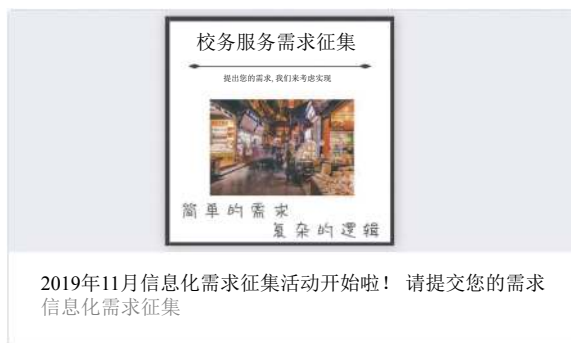 校务服务需求征集
提出您的需求,我们来考虑实现
简单的需求
复杂的逻辑
2019年11月信息化需求征集活动开始啦！ 请提交您的需求
信息化需求征集